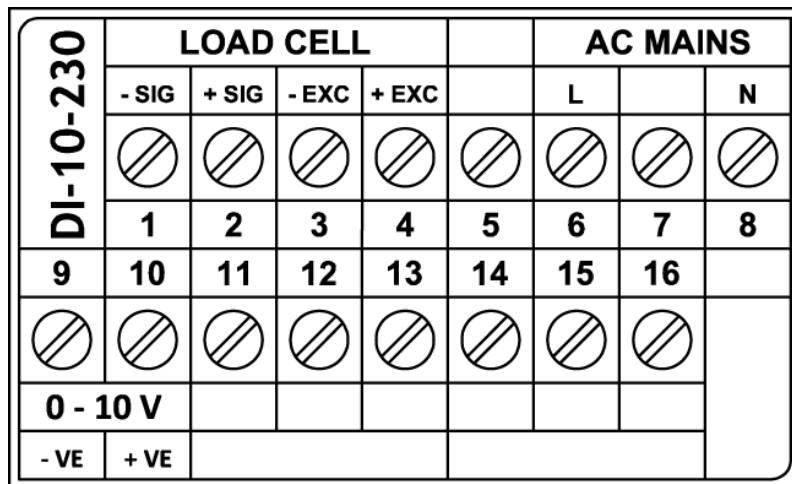 DI-10-230
LOAD CELL AC MAINS
- SIG + SIG - EXC + EXC L N
1 2 3 4 5 6 7 8
9 10 11 12 13 14 15 16
0 - 10 V
- VE + VE